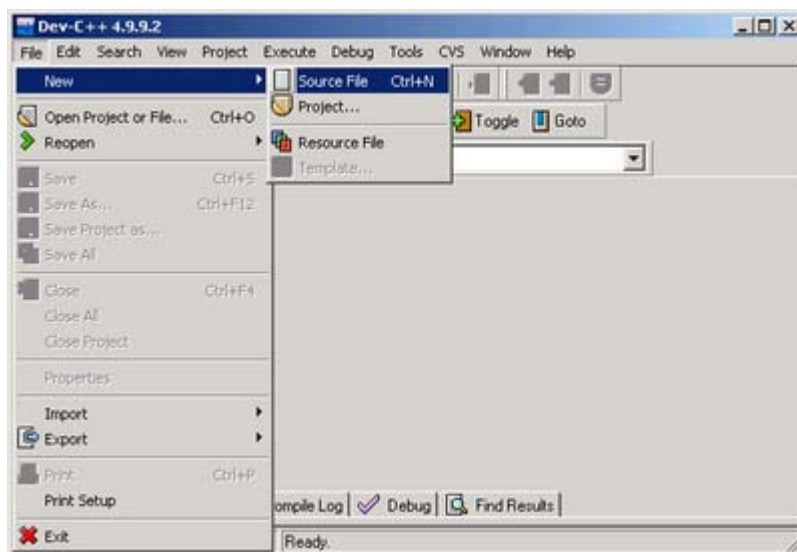 Dev-C++ 4.9.9.2
File Edit Search View Project Execute Debug Tools CVS Window Help
New
Source File Ctrl+N
Project...
Resource File
Template...
Toggle Goto
Open Project or File... Ctrl+O
Reopen
Save Ctrl+S
Save As... Ctrl+F12
Save Project as...
Save All
Close Ctrl+F4
Close All
Close Project
Properties
Import
Export
Print Ctrl+P
Print Setup
Exit
ompile Log Debug Find Results
Ready.